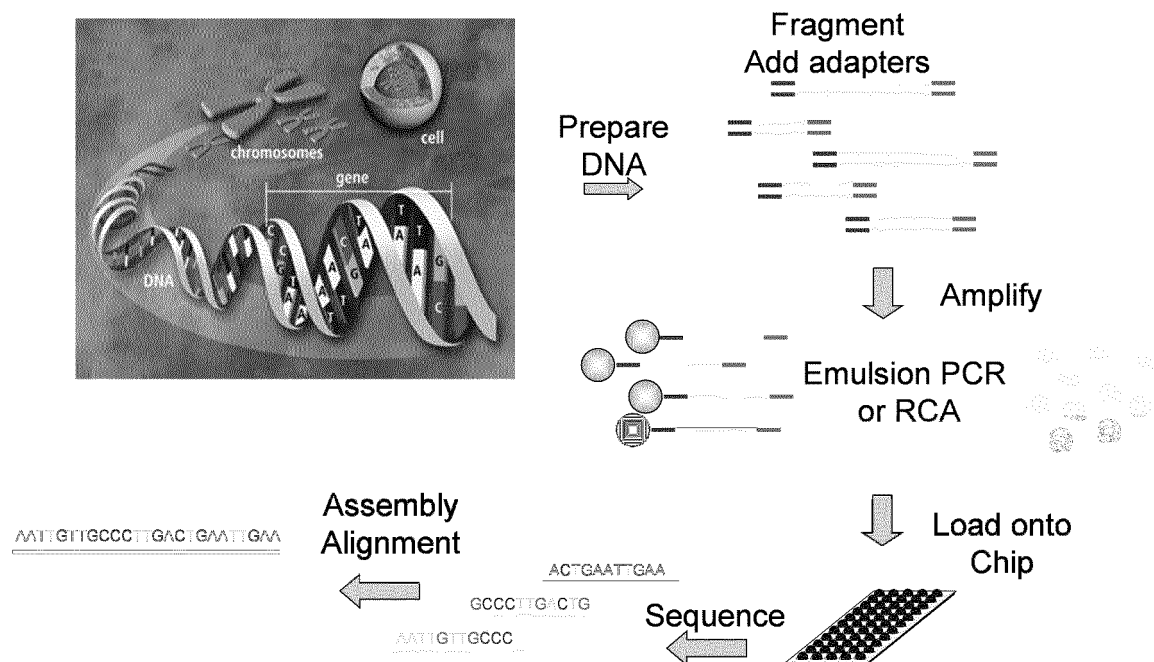 Fragment
Add adapters
Prepare
DNA
cell
chromosomes
gene
DNA
Amplify
Emulsion PCR
or RCA
Load onto
Chip
Sequence
ACTGAATTGAA
GCCCTTGACTG
AATTGTTGCCC
Assembly
Alignment
AATTGTTGCCCTTGACTGAATTGAA